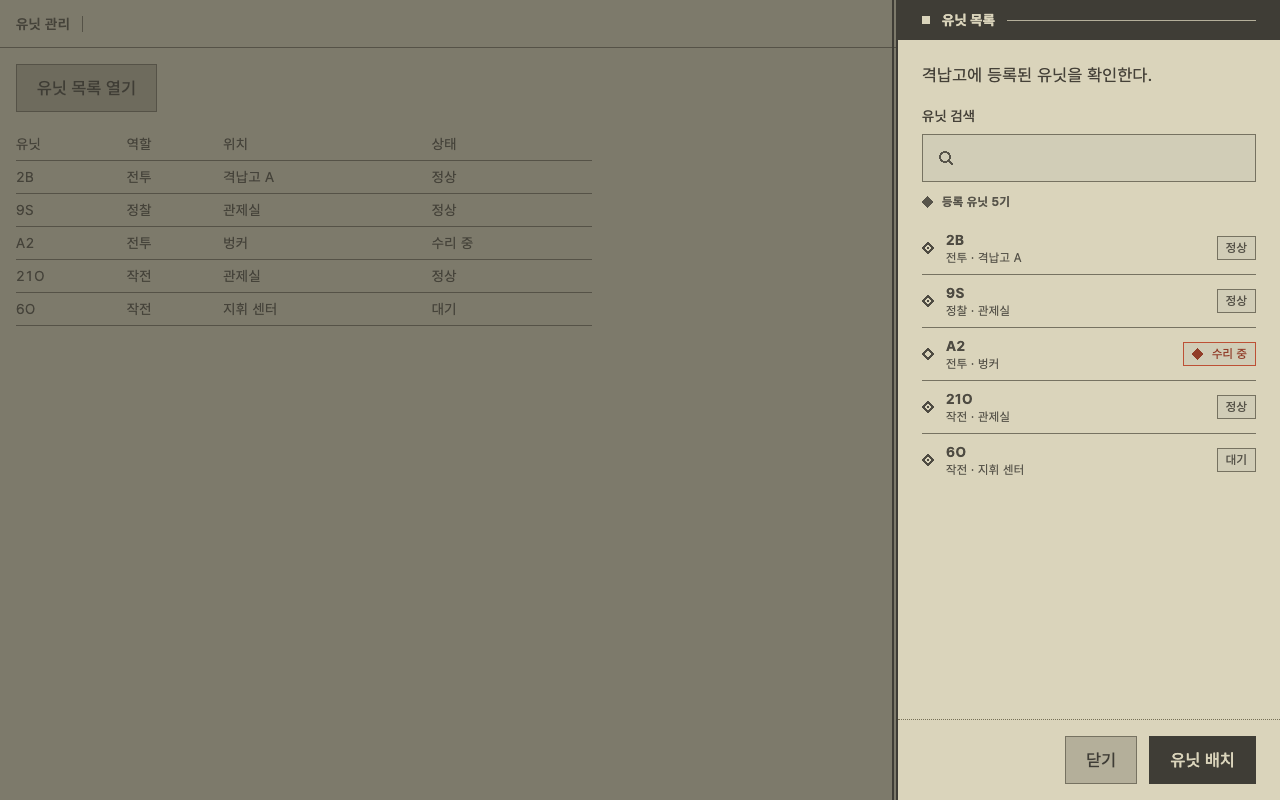 유닛 관리
유닛 목록 열기
유닛 역할 위치 상태
2B 전투 격납고 A 정상
9S 정찰 관제실 정상
A2 전투 벙커 수리 중
21O 작전 관제실 정상
6O 작전 지휘 센터 대기
유닛 목록
격납고에 등록된 유닛을 확인한다.
유닛 검색
등록 유닛 5기
2B
전투 · 격납고 A
정상
9S
정찰 · 관제실
정상
A2
전투 · 벙커
수리 중
21O
작전 · 관제실
정상
6O
작전 · 지휘 센터
대기
닫기 유닛 배치